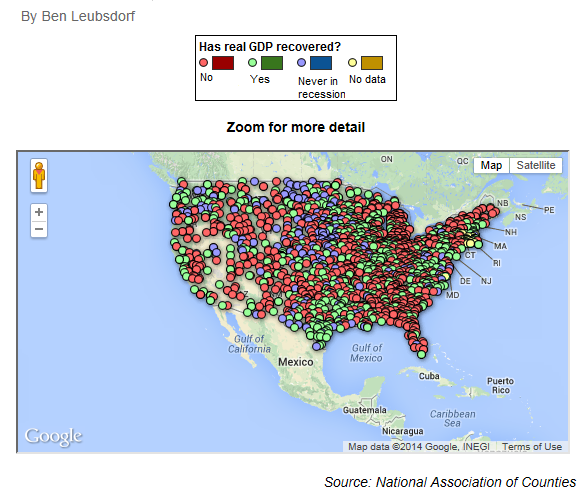 By Ben Leubsdorf
Has real GDP recovered?
No
Yes
Never in
recession
No data
Zoom for more detail
ON
QC
Map
Satellite
NB
PE
NS
NH
MA
CT
RI
NJ
DE
MD
Gulf of
California
Mexico
Gulf of
Mexico
Cuba
Puerto
Rico
Guatemala
Caribbean
Sea
Nicaragua
Google
Map data ©2014 Google, INEGI
Terms of Use
Source: National Association of Counties